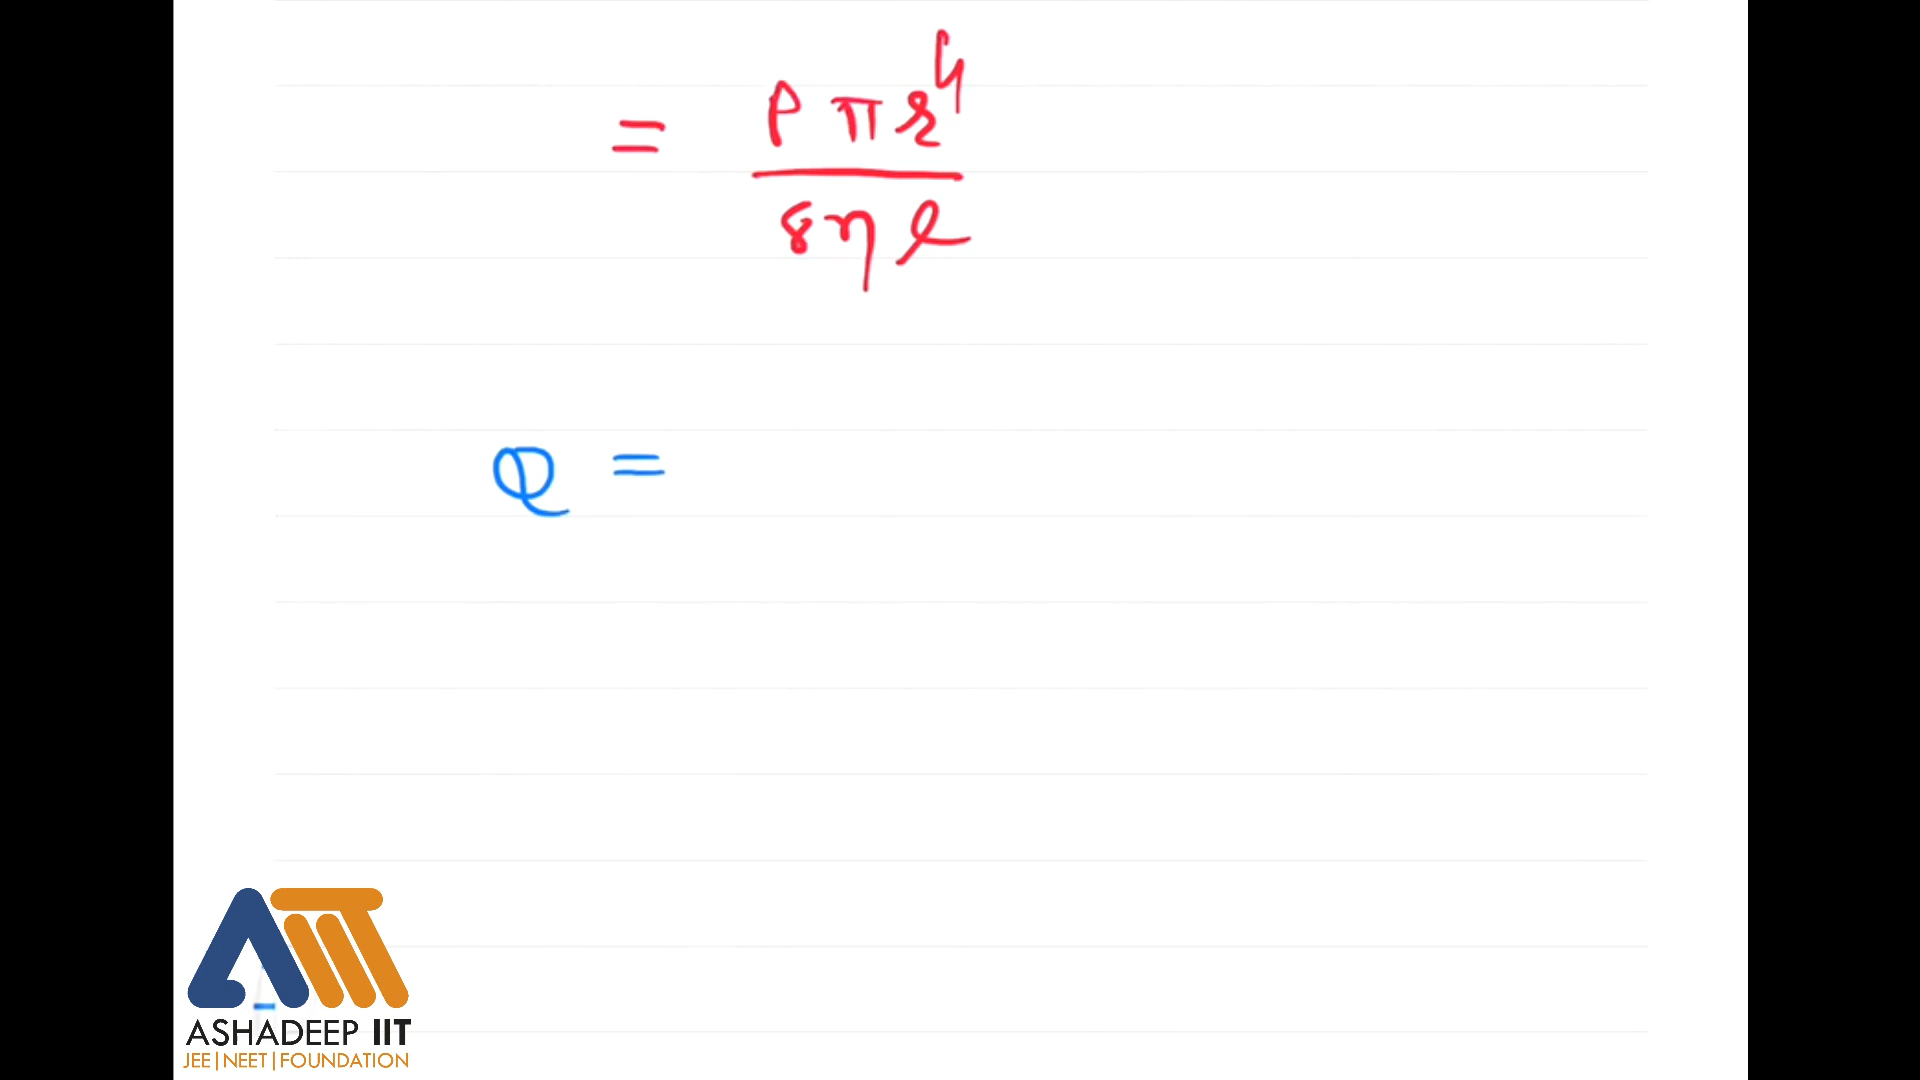 = Pπr⁴
8ηl
Q =
ASHADEEP IIT
JEE|NEET|FOUNDATION